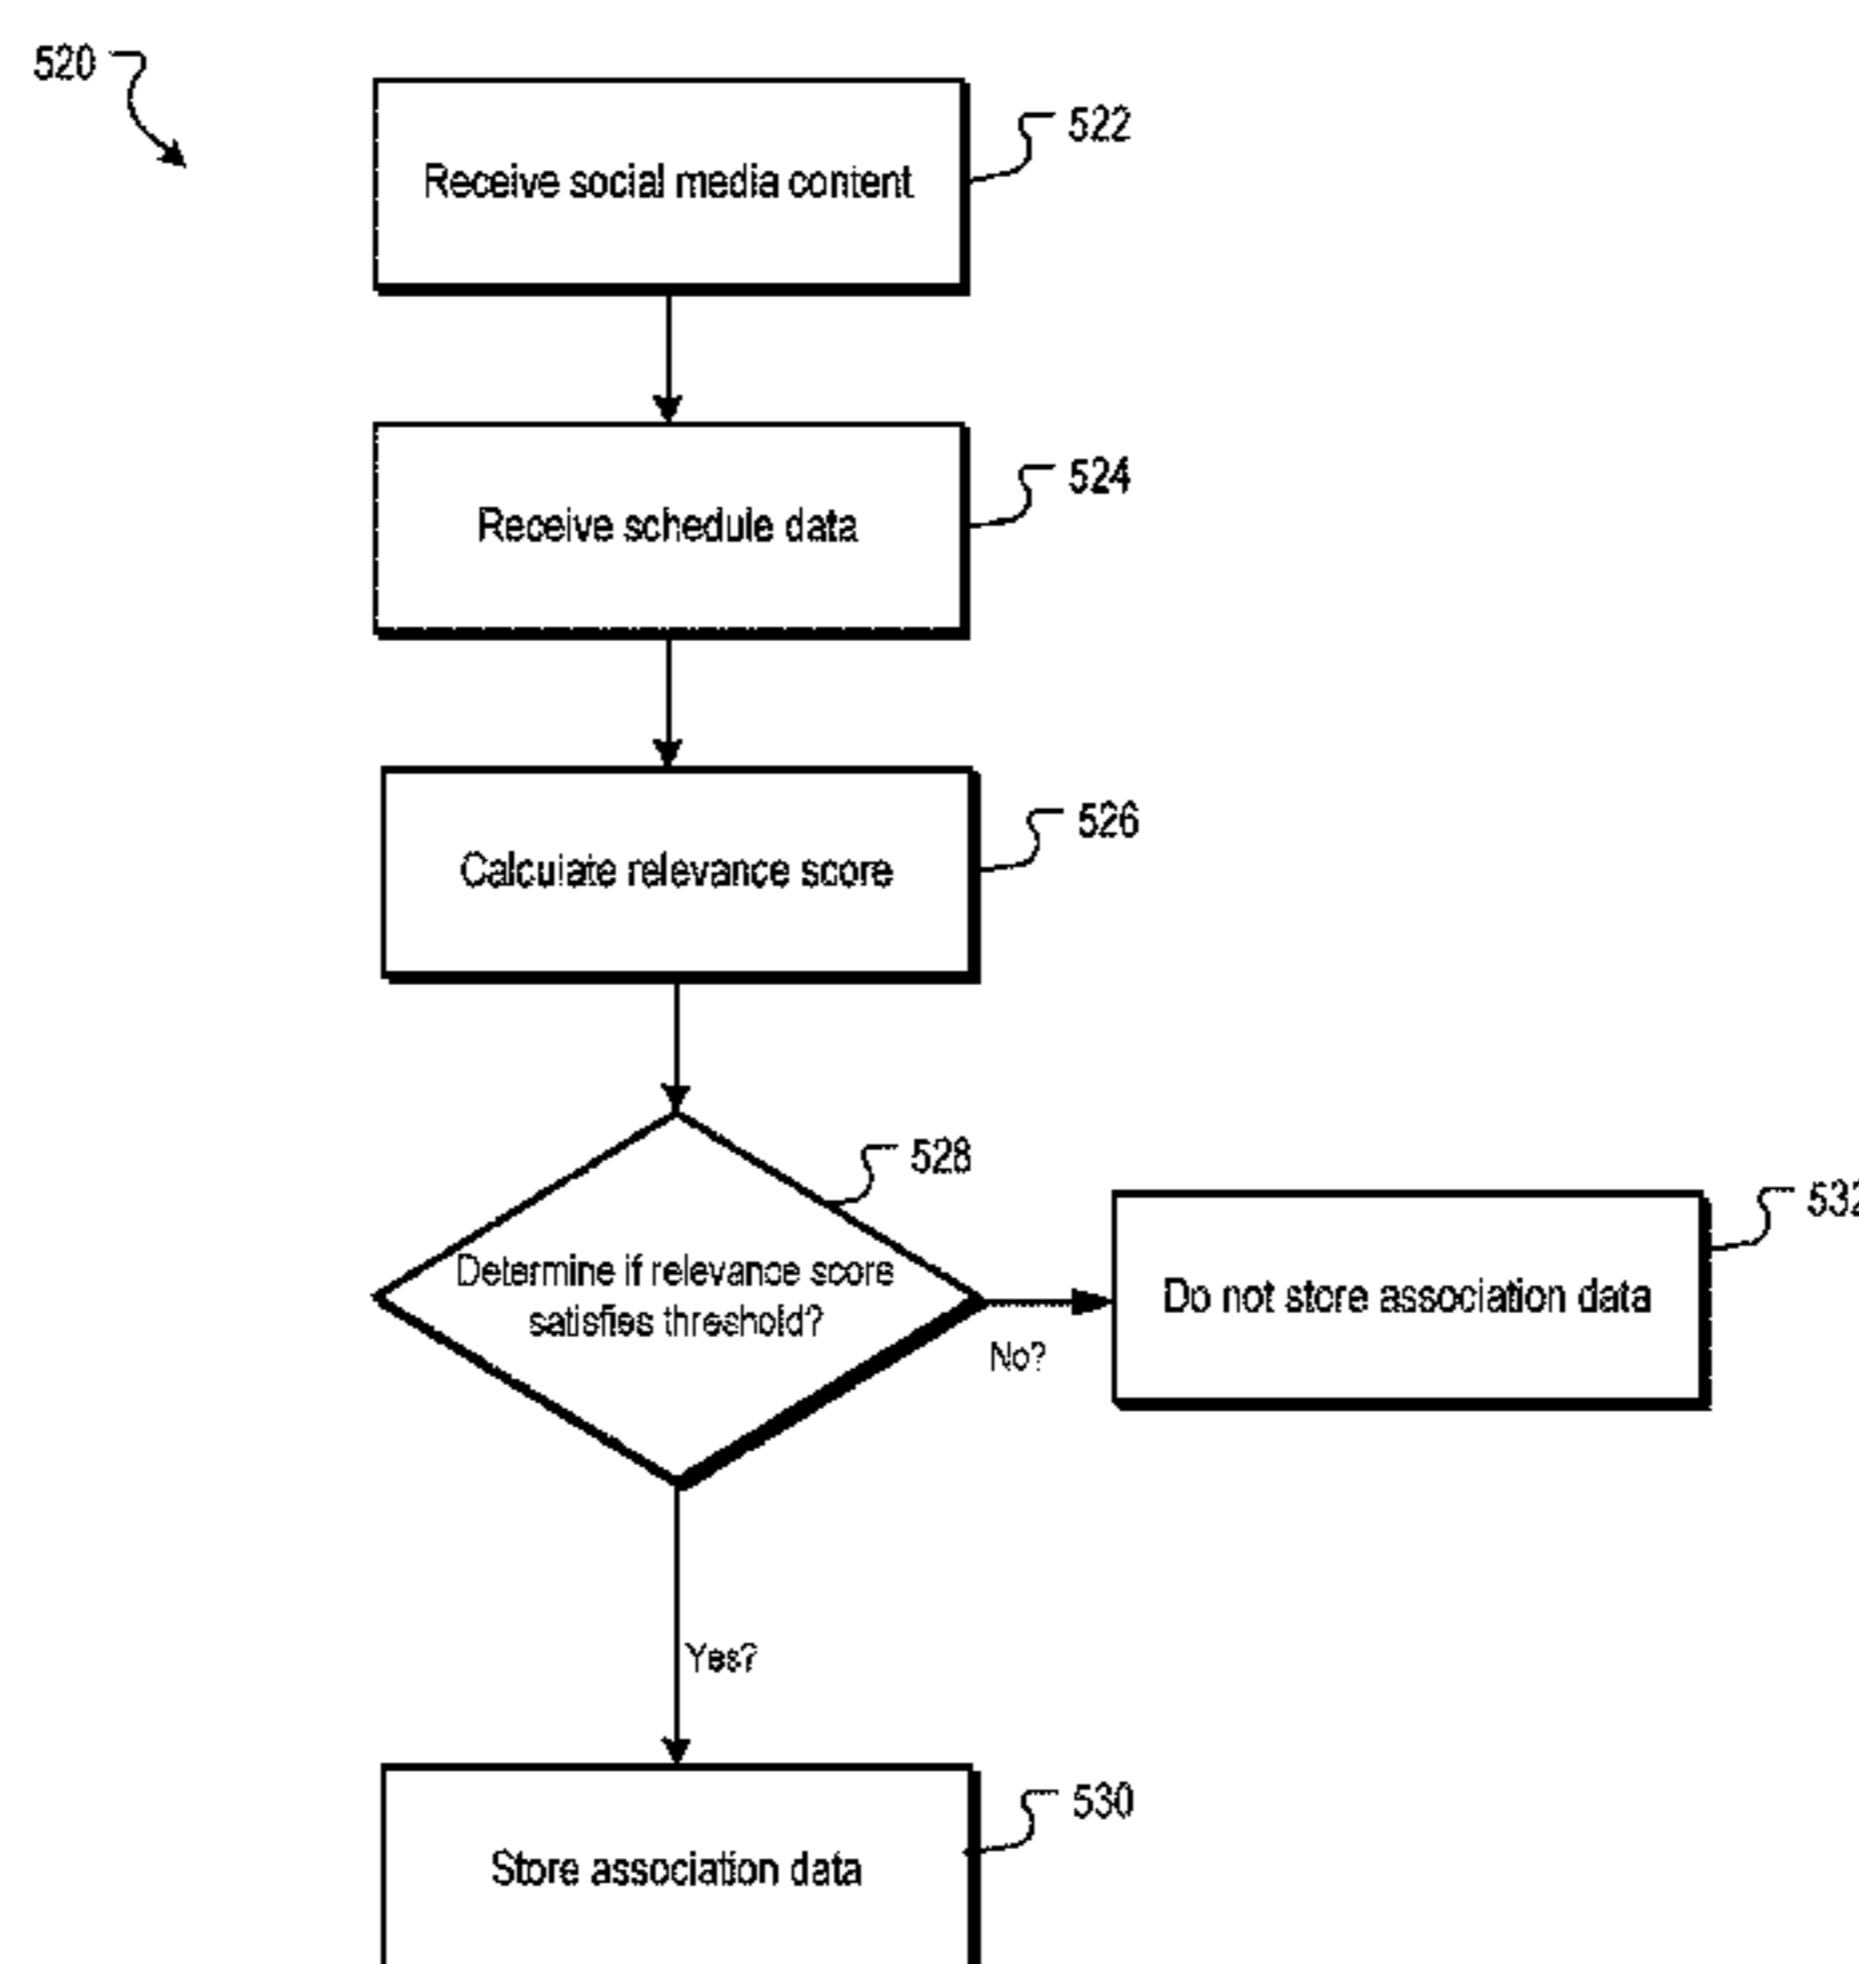 520
522
Receive social media content
524
Receive schedule data
526
Calculate relevance score
528
Determine if relevance score
satisfies threshold?
532
Do not store association data
No?
Yes?
530
Store association data